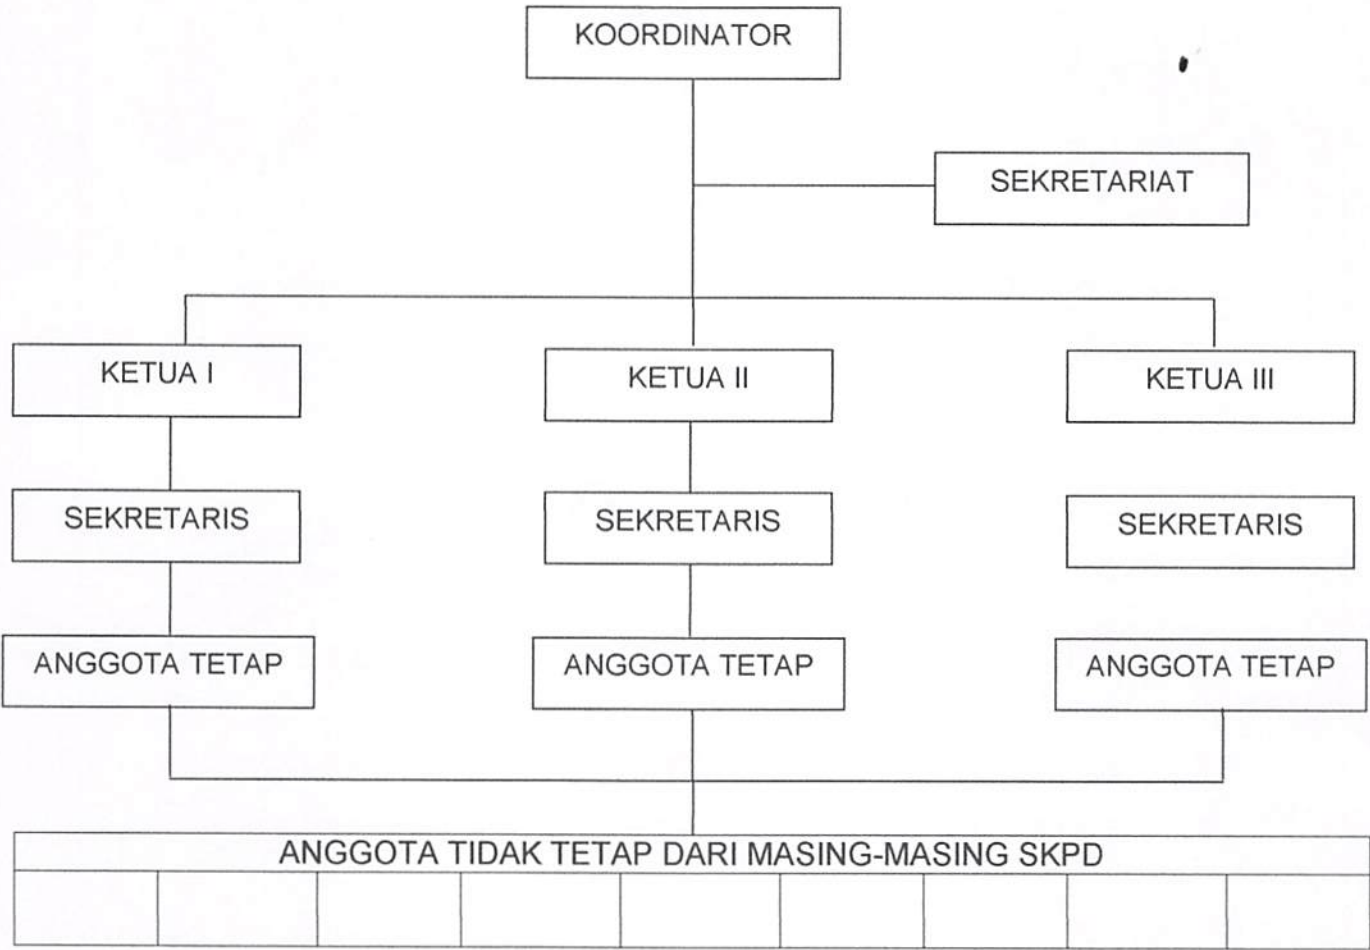 KOORDINATOR
SEKRETARIAT
KETUA I
KETUA II
KETUA III
SEKRETARIS
SEKRETARIS
SEKRETARIS
ANGGOTA TETAP
ANGGOTA TETAP
ANGGOTA TETAP
ANGGOTA TIDAK TETAP DARI MASING-MASING SKPD